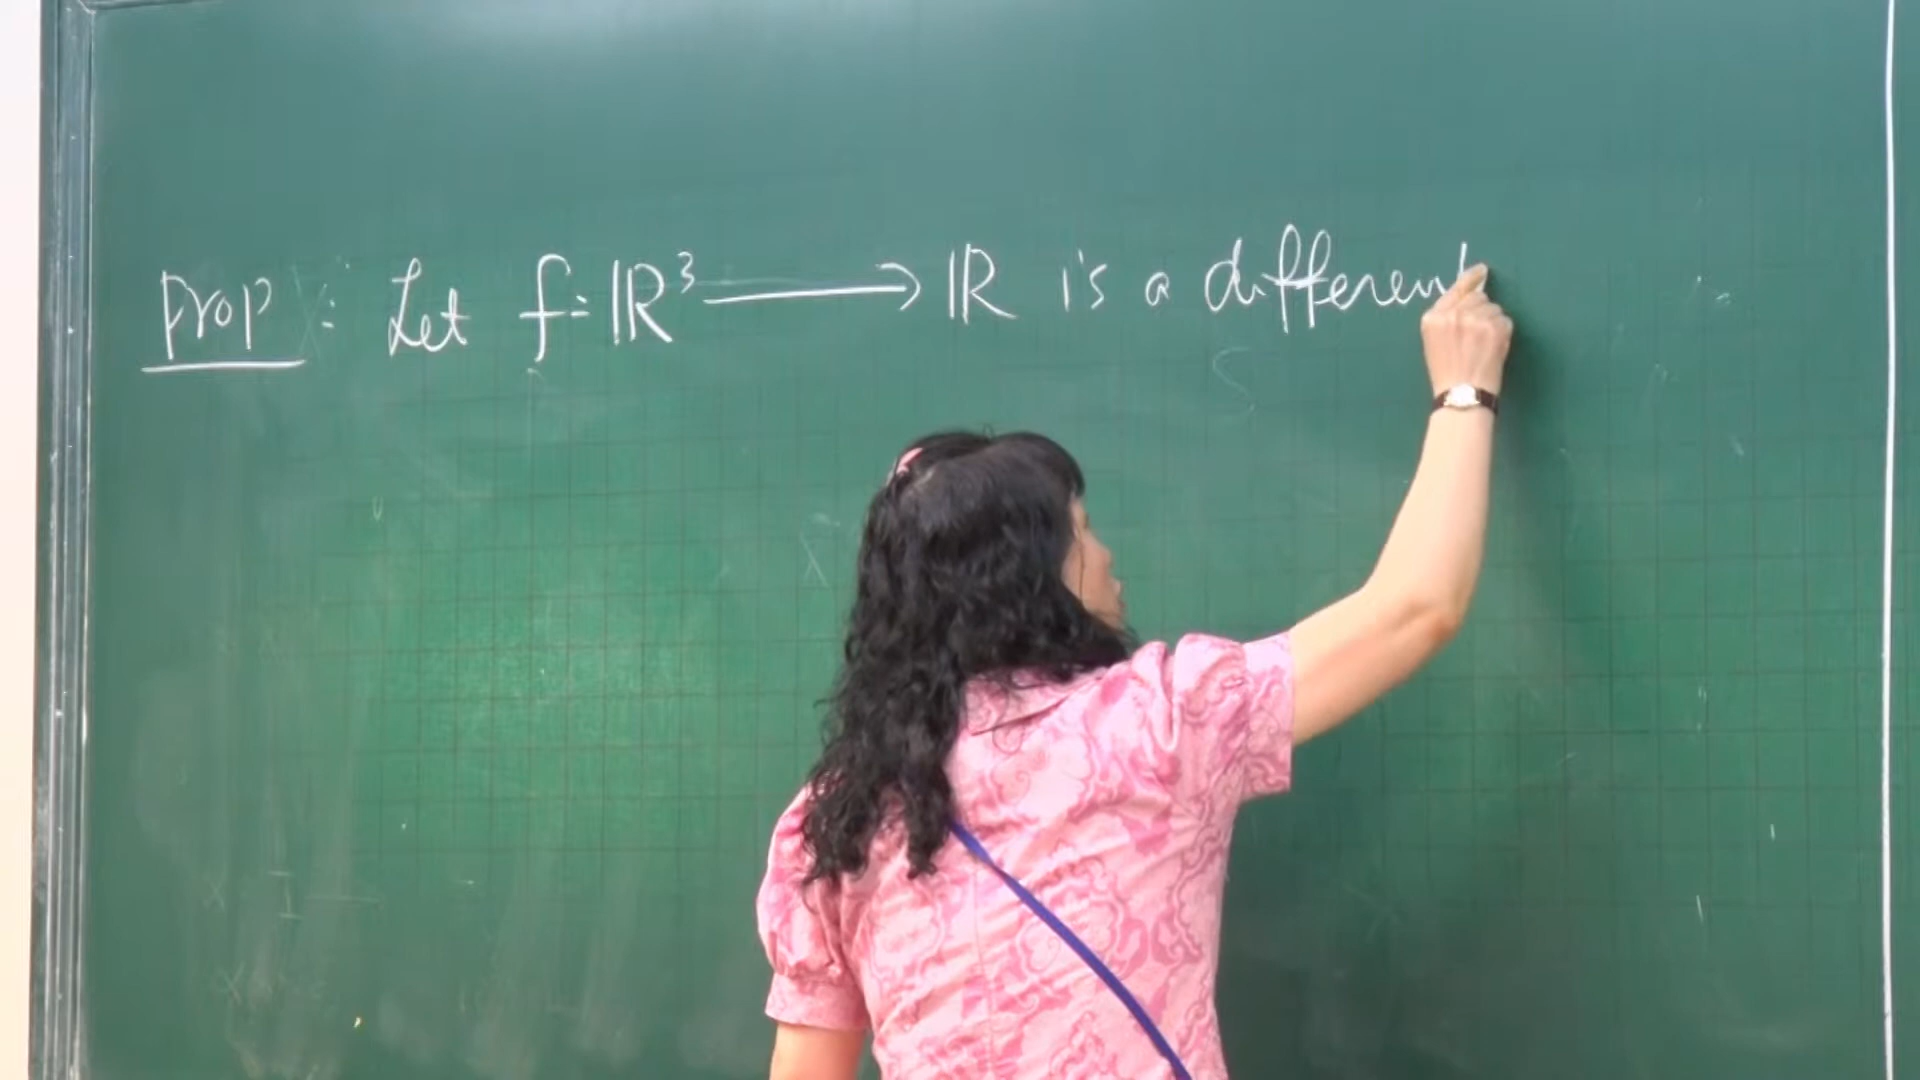 Prop : Let f: ℝ³ ⟶ ℝ is a different